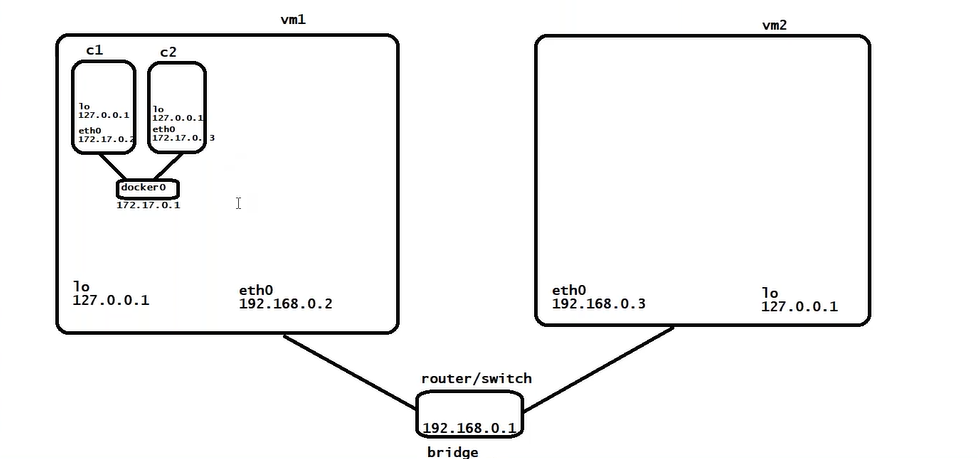 vm1
c1
c2
lo
127.0.0.1
eth0
172.17.0.2
lo
127.0.0.1
eth0
172.17.0.3
docker0
172.17.0.1
lo
127.0.0.1
eth0
192.168.0.2
vm2
eth0
192.168.0.3
lo
127.0.0.1
router/switch
192.168.0.1
bridge